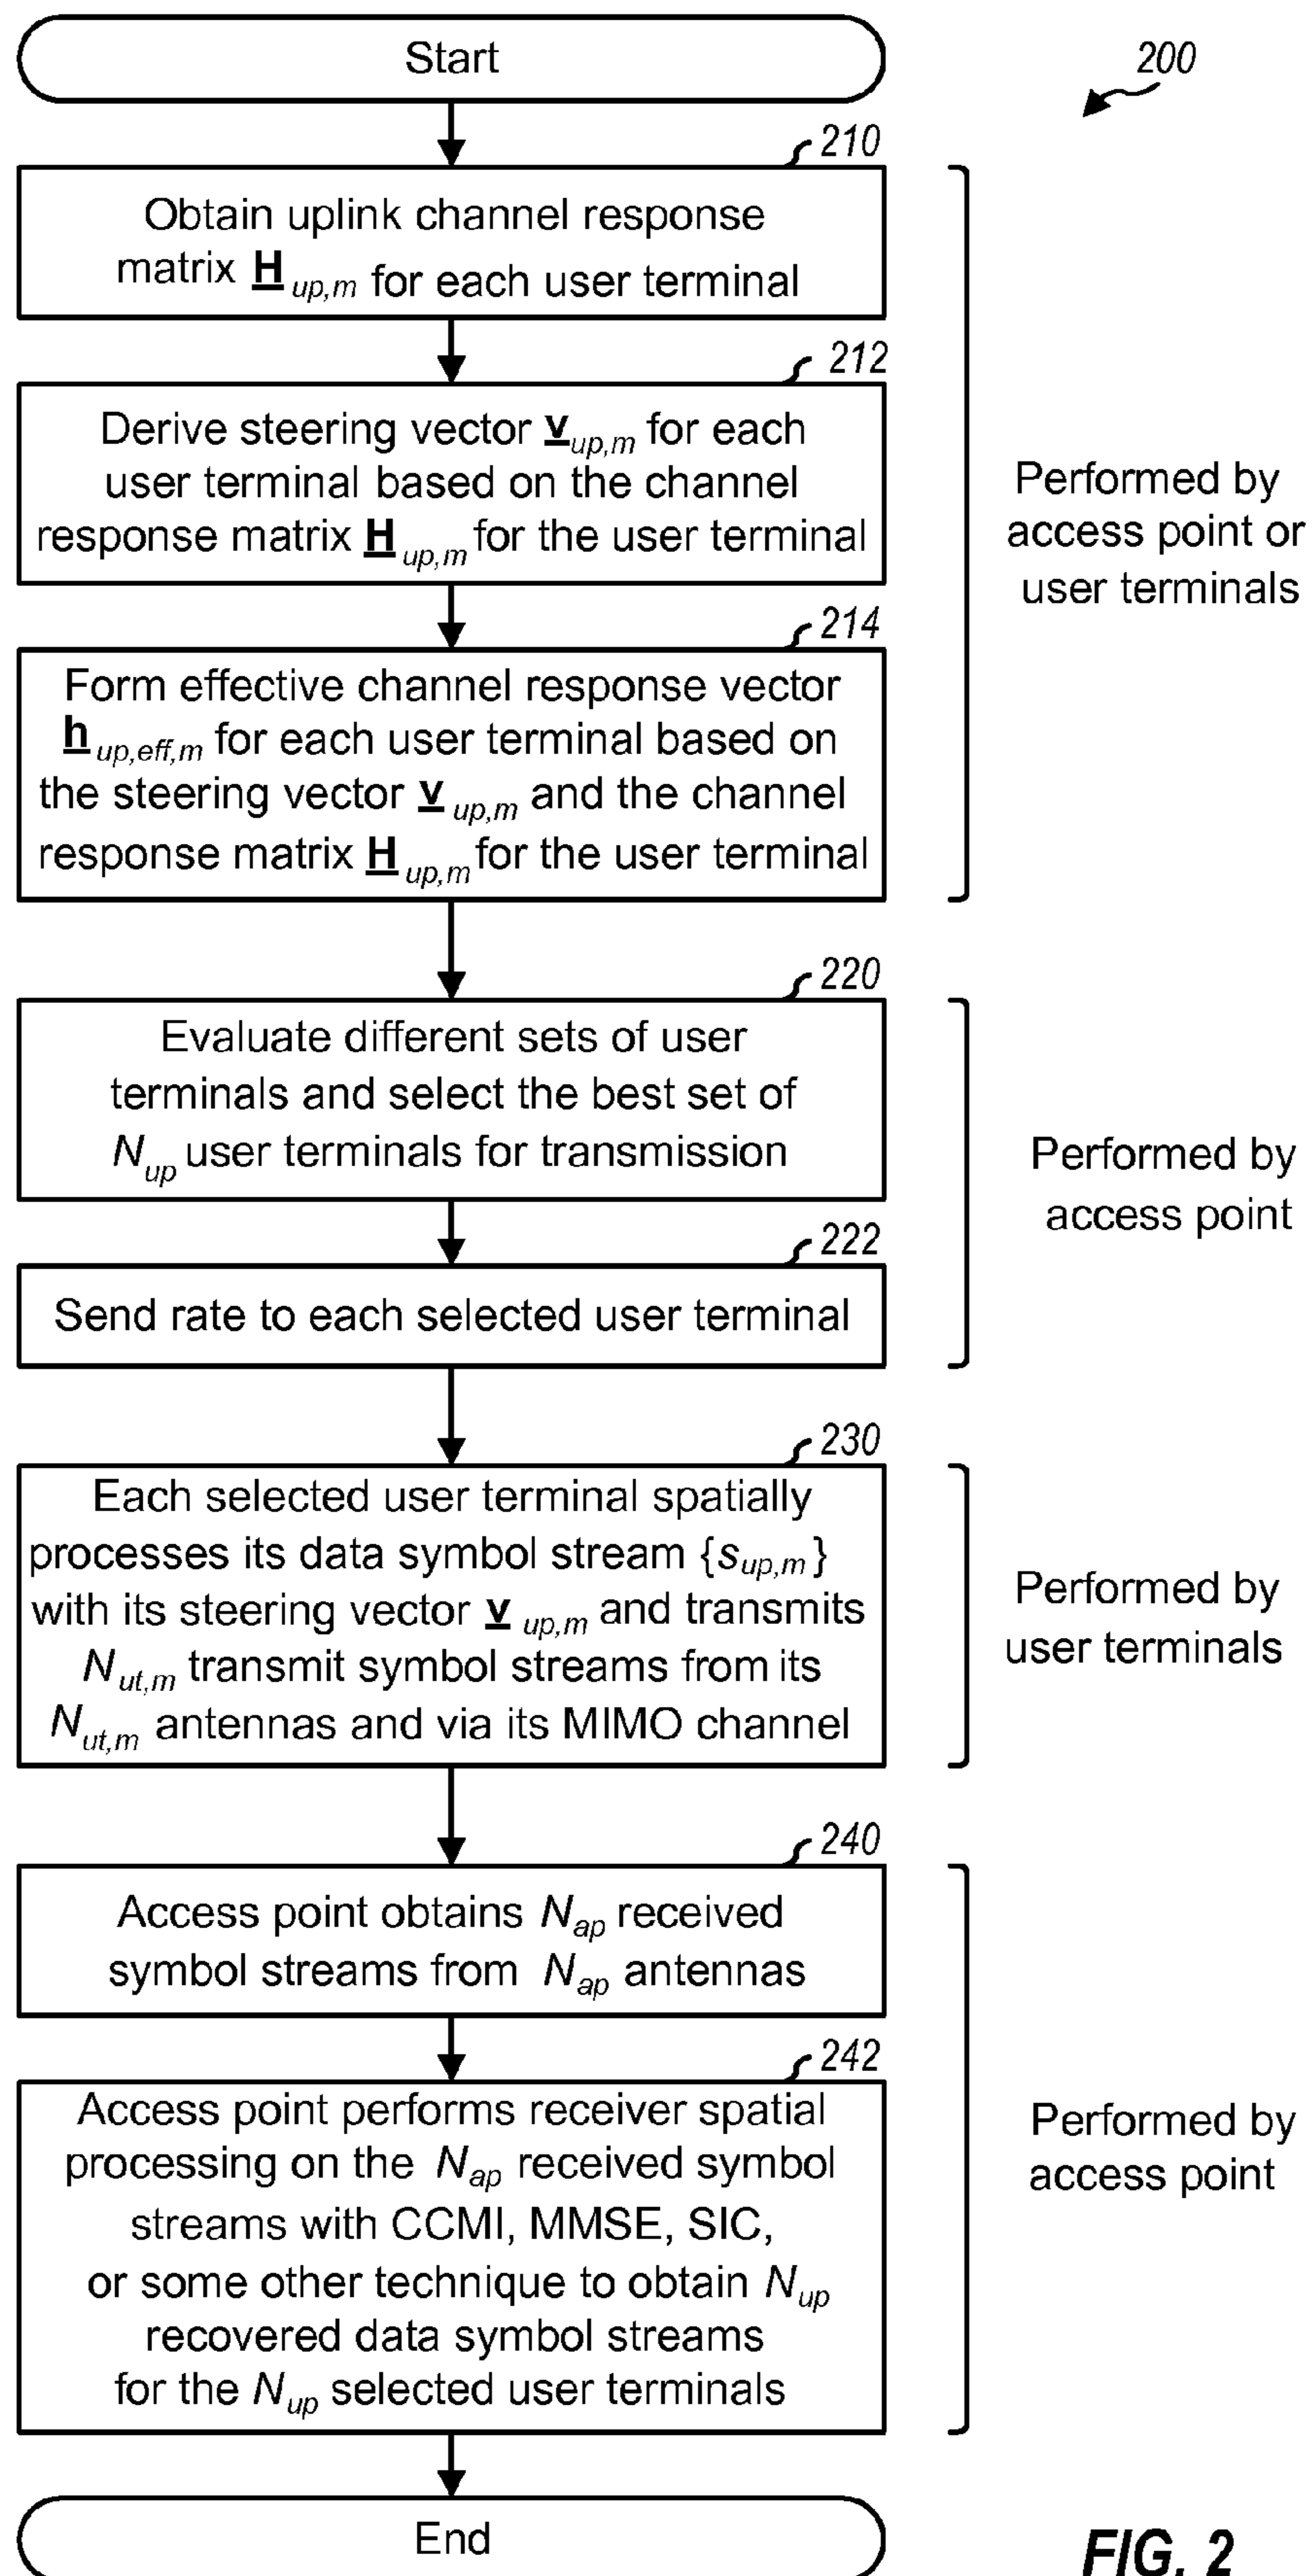 Start
200
210
Obtain uplink channel response
matrix H up,m for each user terminal
212
Derive steering vector v up,m for each
user terminal based on the channel
response matrix H up,m for the user terminal
Performed by
access point or
user terminals
214
Form effective channel response vector
h up,eff,m for each user terminal based on
the steering vector v up,m and the channel
response matrix H up,m for the user terminal
220
Evaluate different sets of user
terminals and select the best set of
N up user terminals for transmission
Performed by
access point
222
Send rate to each selected user terminal
230
Each selected user terminal spatially
processes its data symbol stream {s up,m}
with its steering vector v up,m and transmits
N ut,m transmit symbol streams from its
N ut,m antennas and via its MIMO channel
Performed by
user terminals
240
Access point obtains N ap received
symbol streams from N ap antennas
242
Access point performs receiver spatial
processing on the N ap received symbol
streams with CCMI, MMSE, SIC,
or some other technique to obtain N up
recovered data symbol streams
for the N up selected user terminals
Performed by
access point
End
FIG. 2